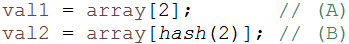 val1 = array[2];        // (A)
val2 = array[hash(2)];  // (B)